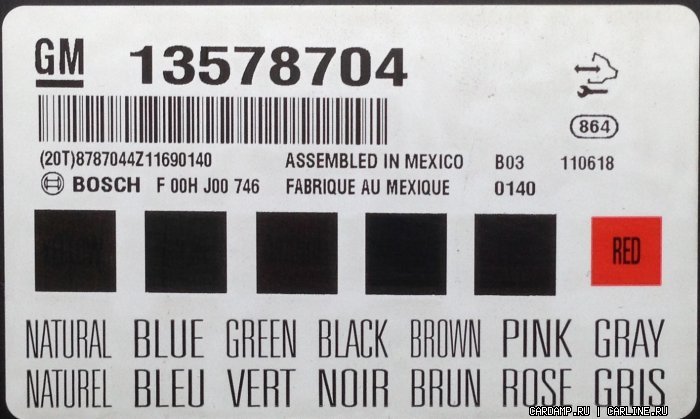 GM 13578704
864
(20T)8787044Z11690140 ASSEMBLED IN MEXICO B03 110618
BOSCH F 00H J00 746 FABRIQUE AU MEXIQUE 0140
RED
NATURAL BLUE GREEN BLACK BROWN PINK GRAY
NATUREL BLEU VERT NOIR BRUN ROSE GRIS
CARDAMP.RU / CARLINE.RU